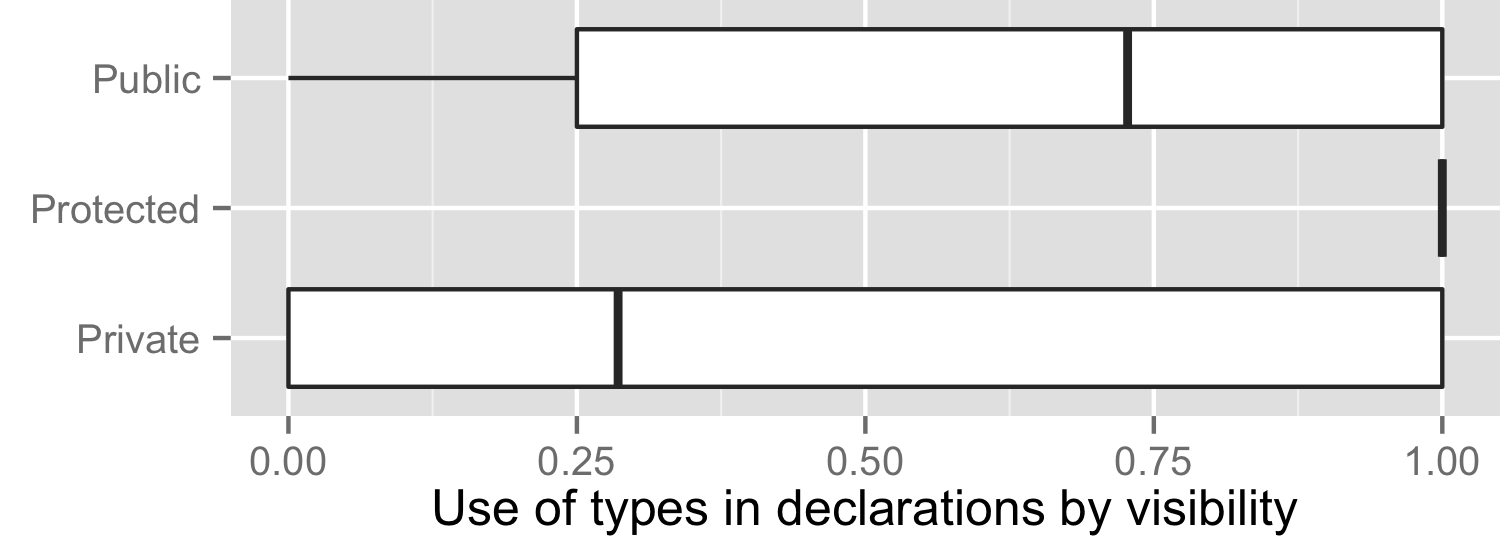 Public
Protected
Private
0.00 0.25 0.50 0.75 1.00
Use of types in declarations by visibility